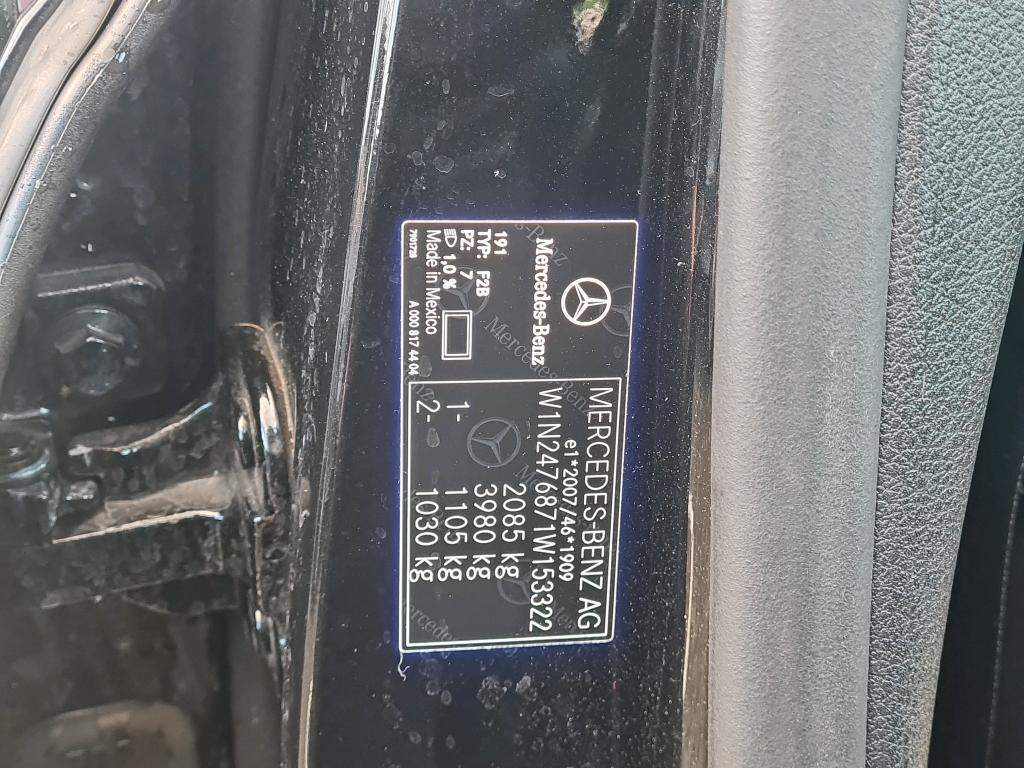 Mercedes-Benz
191
TYP: F2B
PZ: 7
1,0 %
Made in Mexico
7901728
A 000 817 44 04
MERCEDES-BENZ AG
e1*2007/46*1909
W1N2476871W153322
2085 kg
3980 kg
1- 1105 kg
2- 1030 kg